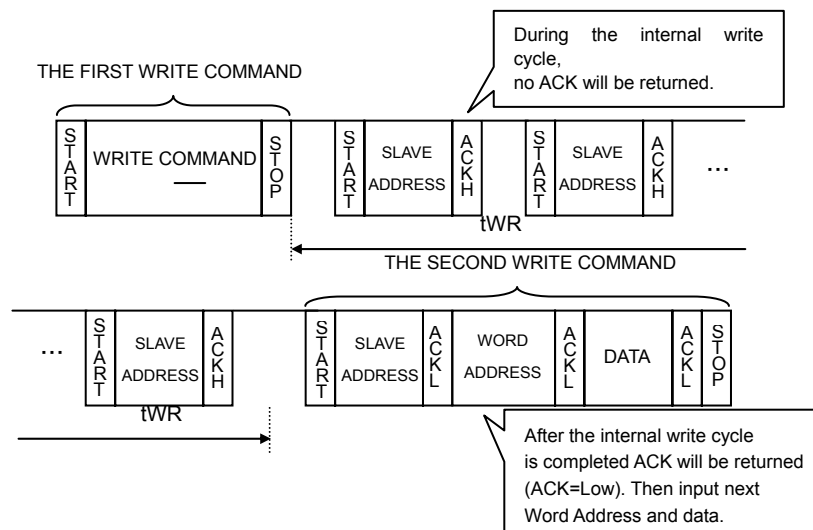 During the internal write
cycle,
no ACK will be returned.
THE FIRST WRITE COMMAND
START
WRITE COMMAND
STOP
START
SLAVE
ADDRESS
ACKH
START
SLAVE
ADDRESS
ACKH
...
tWR
THE SECOND WRITE COMMAND
...
START
SLAVE
ADDRESS
ACKH
START
SLAVE
ADDRESS
ACKL
WORD
ADDRESS
ACKL
DATA
ACKL
STOP
tWR
After the internal write cycle
is completed ACK will be returned
(ACK=Low). Then input next
Word Address and data.